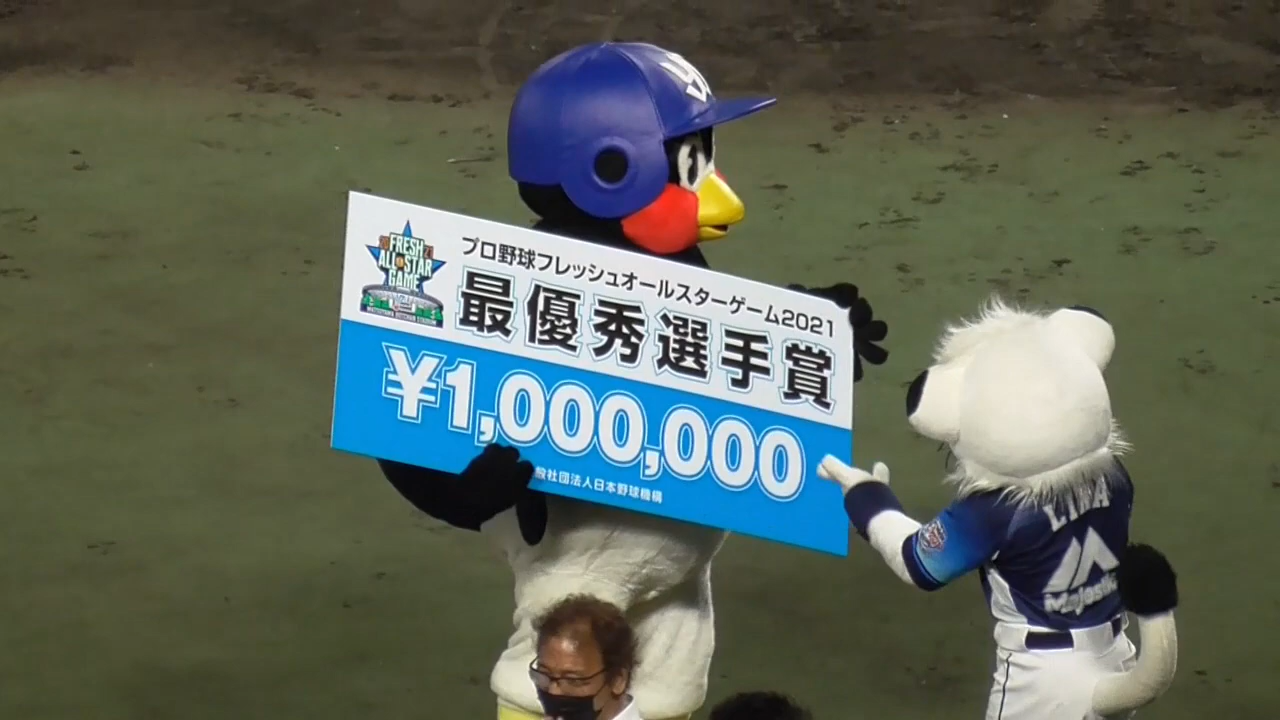 YS
FRESH
ALL STAR
GAME
プロ野球フレッシュオールスターゲーム2021
最優秀選手賞
¥1,000,000
般社団法人日本野球機構
LINA
Majestic